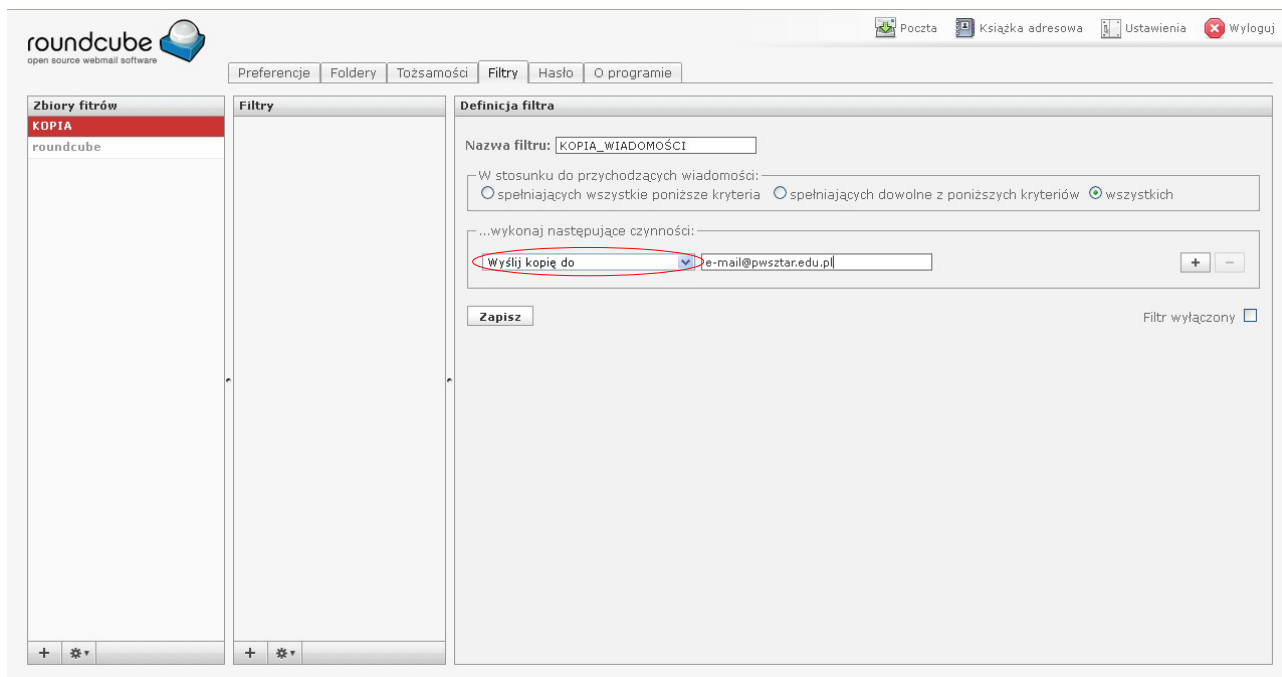 roundcube
open source webmail software
Poczta Książka adresowa Ustawienia Wyloguj
Preferencje Foldery Tożsamości Filtry Hasło O programie
Zbiory fitrów
KOPIA
roundcube
Filtry
Definicja filtra
Nazwa filtru: KOPIA_WIADOMOŚCI
W stosunku do przychodzących wiadomości:
spełniających wszystkie poniższe kryteria spełniających dowolne z poniższych kryteriów wszystkich
...wykonaj następujące czynności:
Wyślij kopię do e-mail@pwsztar.edu.pl
Zapisz Filtr wyłączony